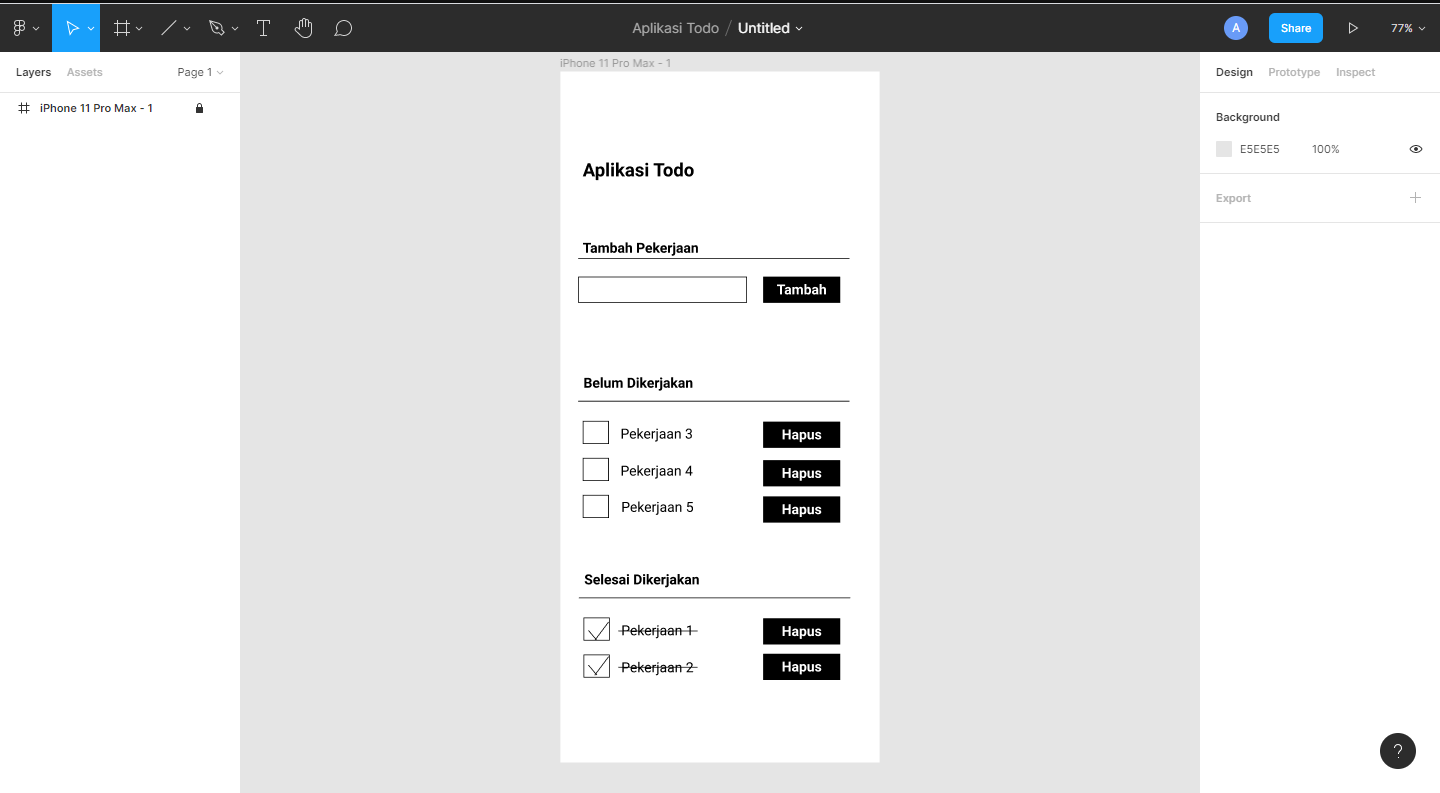 Aplikasi Todo / Untitled
A
Share
77%
Layers Assets Page 1
iPhone 11 Pro Max - 1
iPhone 11 Pro Max - 1
Aplikasi Todo
Tambah Pekerjaan
Tambah
Belum Dikerjakan
Pekerjaan 3 Hapus
Pekerjaan 4 Hapus
Pekerjaan 5 Hapus
Selesai Dikerjakan
Pekerjaan 1 Hapus
Pekerjaan 2 Hapus
Design Prototype Inspect
Background
E5E5E5 100%
Export
?